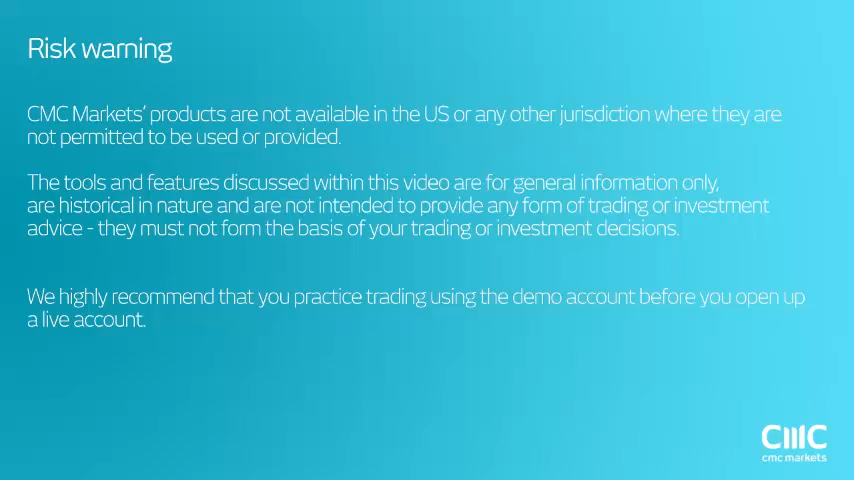 Risk warning
CMC Markets' products are not available in the US or any other jurisdiction where they are
not permitted to be used or provided.
The tools and features discussed within this video are for general information only,
are historical in nature and are not intended to provide any form of trading or investment
advice - they must not form the basis of your trading or investment decisions.
We highly recommend that you practice trading using the demo account before you open up
a live account.
CMC
cmc markets